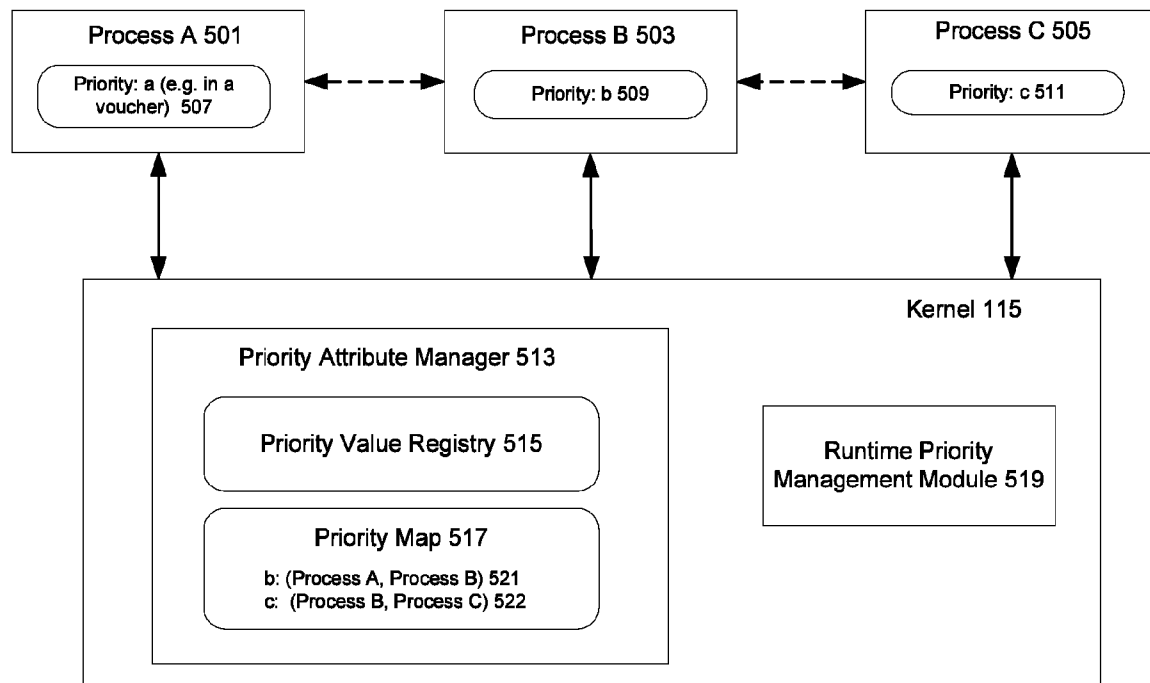 Process A 501
Priority: a (e.g. in a
voucher) 507
Process B 503
Priority: b 509
Process C 505
Priority: c 511
Kernel 115
Priority Attribute Manager 513
Priority Value Registry 515
Priority Map 517
b: (Process A, Process B) 521
c: (Process B, Process C) 522
Runtime Priority
Management Module 519